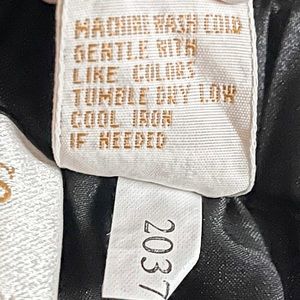 MACHINE WASH COLD
GENTLE WITH
LIKE COLORS
TUMBLE DRY LOW
COOL IRON
IF NEEDED
2037